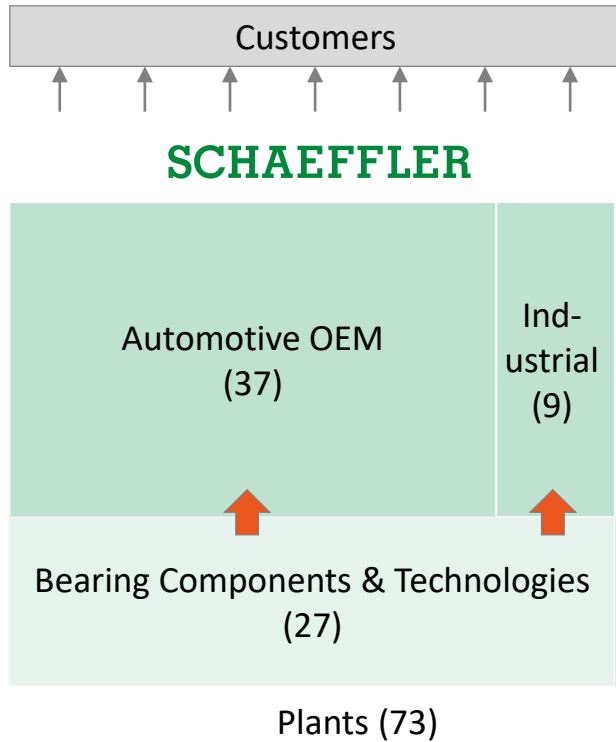 Customers
SCHAEFFLER
Automotive OEM
(37)
Ind-
ustrial
(9)
Bearing Components & Technologies
(27)
Plants (73)